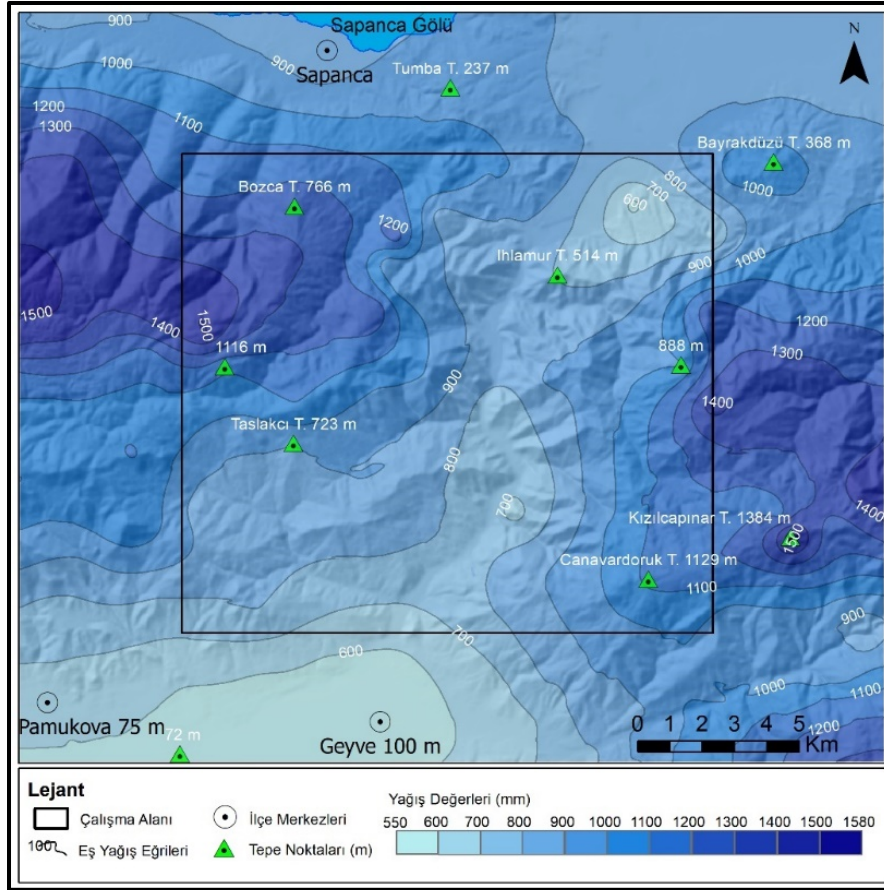 900
Sapanca Gölü
N
900
Sapanca
1000
Tumba T. 237 m
1200
1100
1300
Bayrakdüzü T. 368 m
800
700
1000
Bozca T. 766 m
600
1200
Ihlamur T. 514 m
900
1000
1500
1400
1500
1200
1116 m
888 m
1300
900
1400
Taslakcı T. 723 m
800
700
1400
Kızılcapınar T. 1384 m
1500
Canavardoruk T. 1129 m
1100
900
700
600
1000
1100
Pamukova 75 m
Geyve 100 m
72 m
1200
0 1 2 3 4 5
Km
Lejant
Çalışma Alanı
İlçe Merkezleri
100
Eş Yağış Eğrileri
Tepe Noktaları (m)
Yağış Değerleri (mm)
550 600 700 800 900 1000 1100 1200 1300 1400 1500 1580